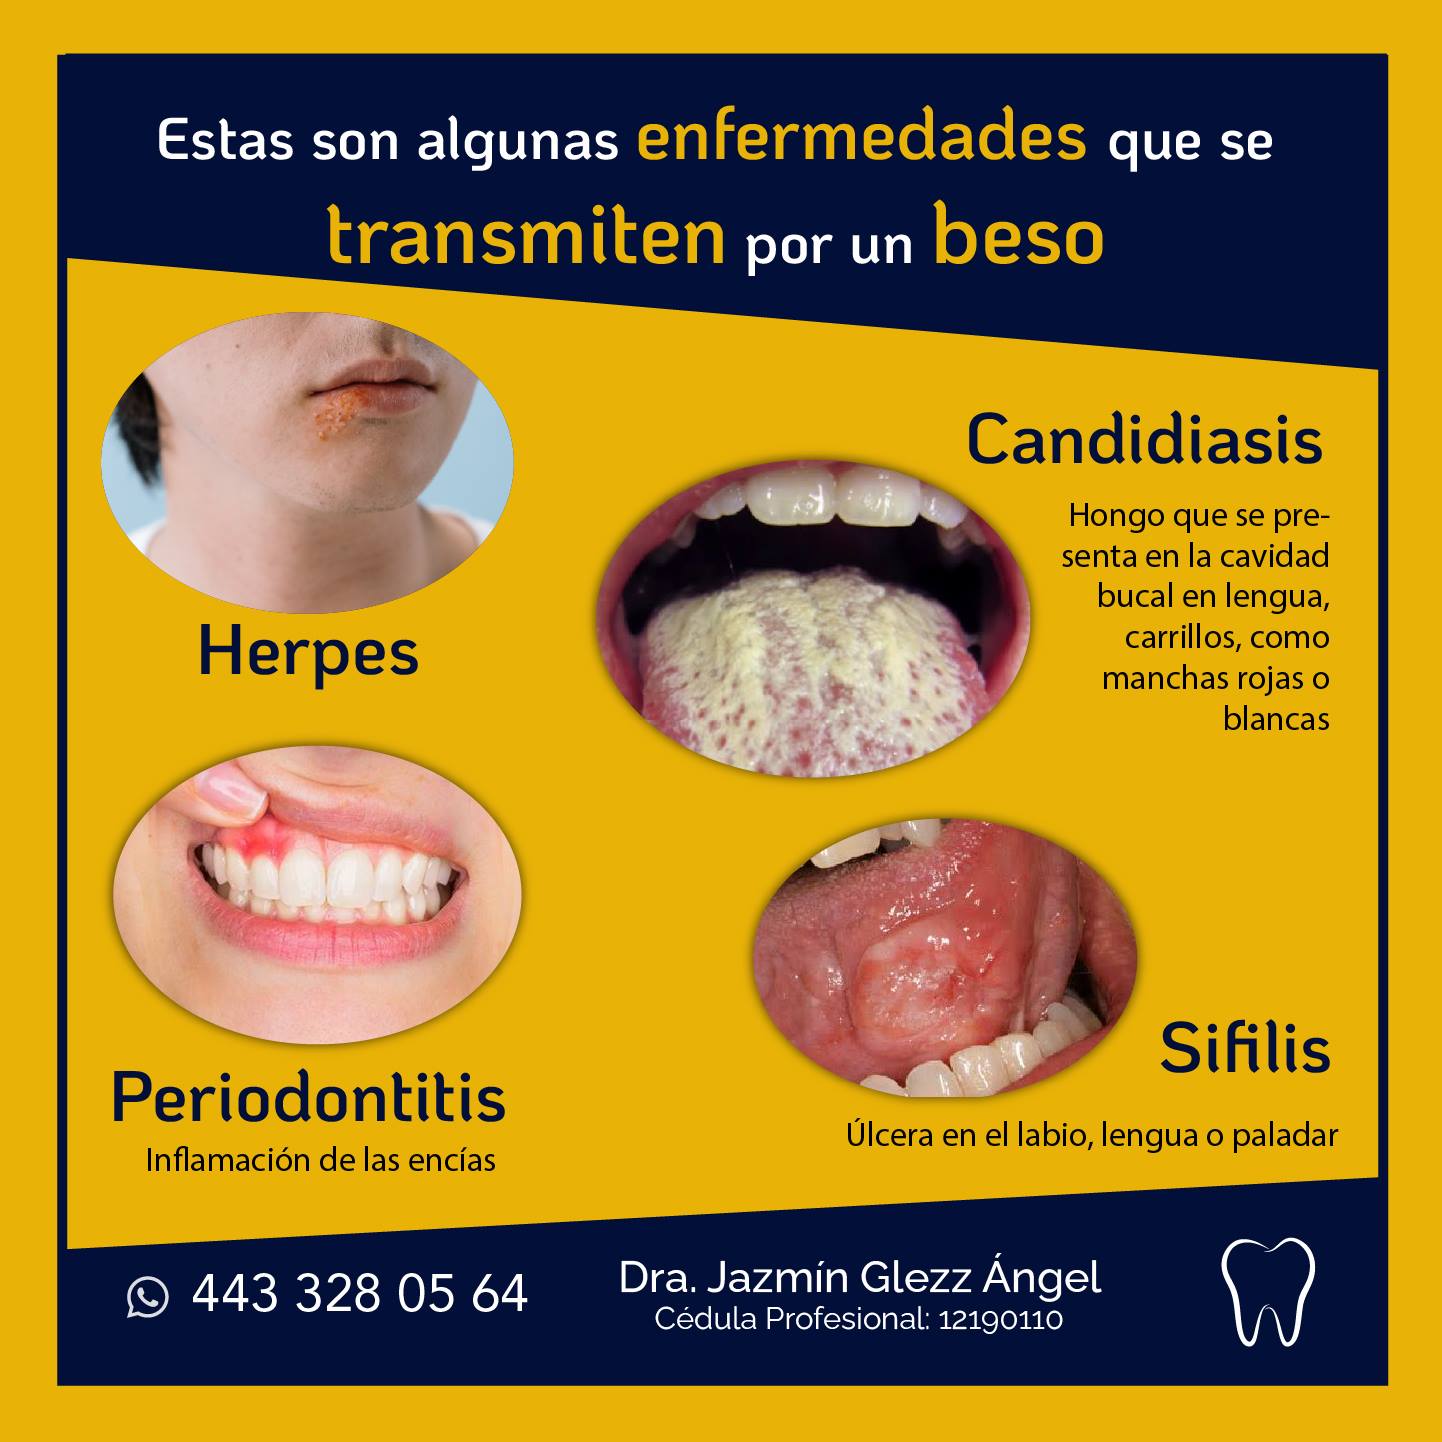 Estas son algunas enfermedades que se
transmiten por un beso
Herpes
Candidiasis
Hongo que se pre-
senta en la cavidad
bucal en lengua,
carrillos, como
manchas rojas o
blancas
Periodontitis
Inflamación de las encías
Sifilis
Úlcera en el labio, lengua o paladar
443 328 05 64
Dra. Jazmín Glezz Ángel
Cédula Profesional: 12190110